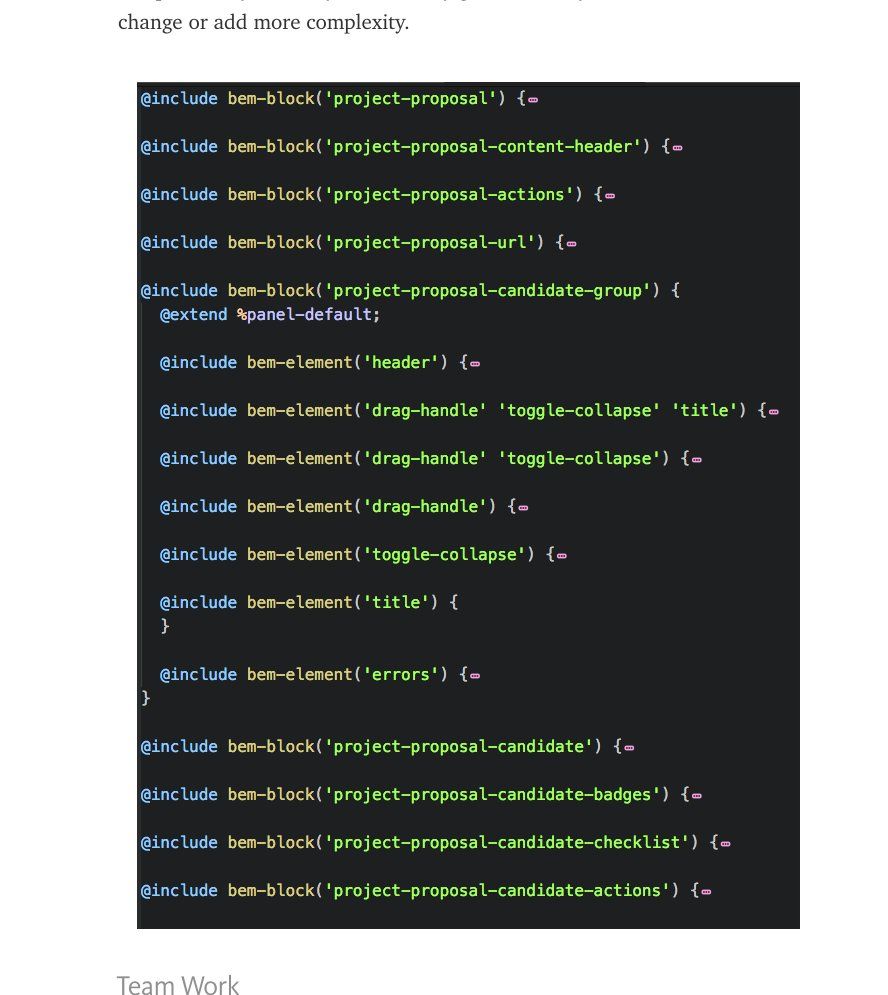 change or add more complexity.
@include bem-block('project-proposal') {
@include bem-block('project-proposal-content-header') {
@include bem-block('project-proposal-actions') {
@include bem-block('project-proposal-url') {
@include bem-block('project-proposal-candidate-group') {
@extend %panel-default;
@include bem-element('header') {
@include bem-element('drag-handle' 'toggle-collapse' 'title') {
@include bem-element('drag-handle' 'toggle-collapse') {
@include bem-element('drag-handle') {
@include bem-element('toggle-collapse') {
@include bem-element('title') {
}
@include bem-element('errors') {
}
@include bem-block('project-proposal-candidate') {
@include bem-block('project-proposal-candidate-badges') {
@include bem-block('project-proposal-candidate-checklist') {
@include bem-block('project-proposal-candidate-actions') {
Team Work